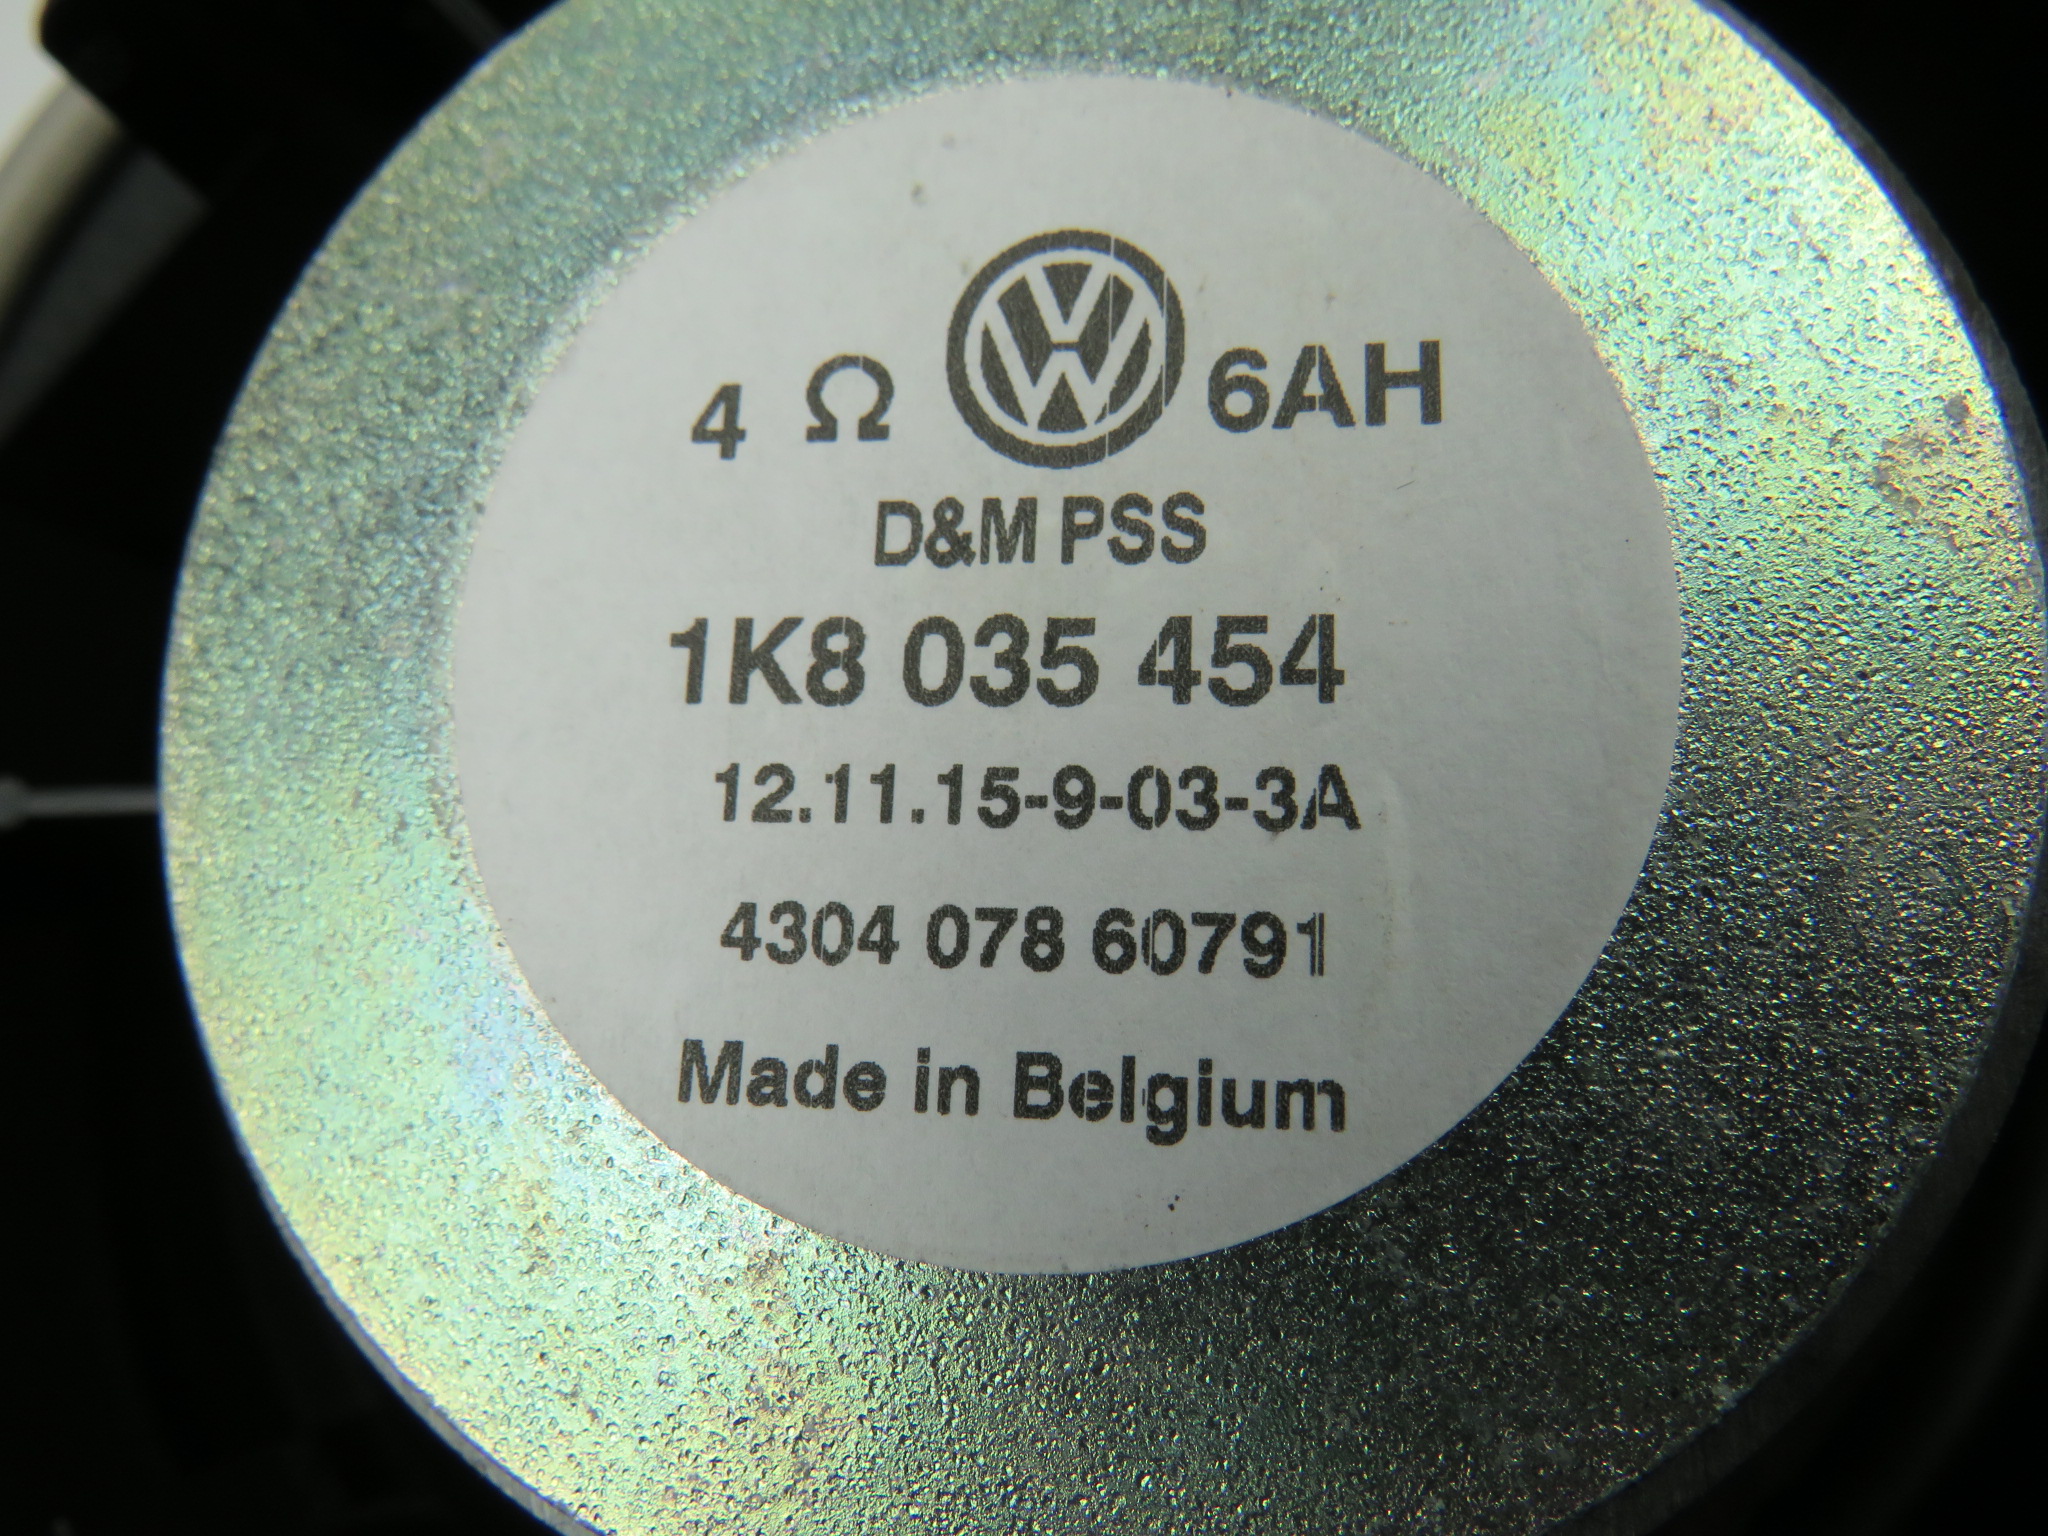 4 Ω 6AH
D&M PSS
1K8 035 454
12.11.15-9-03-3A
4304 078 60791
Made in Belgium